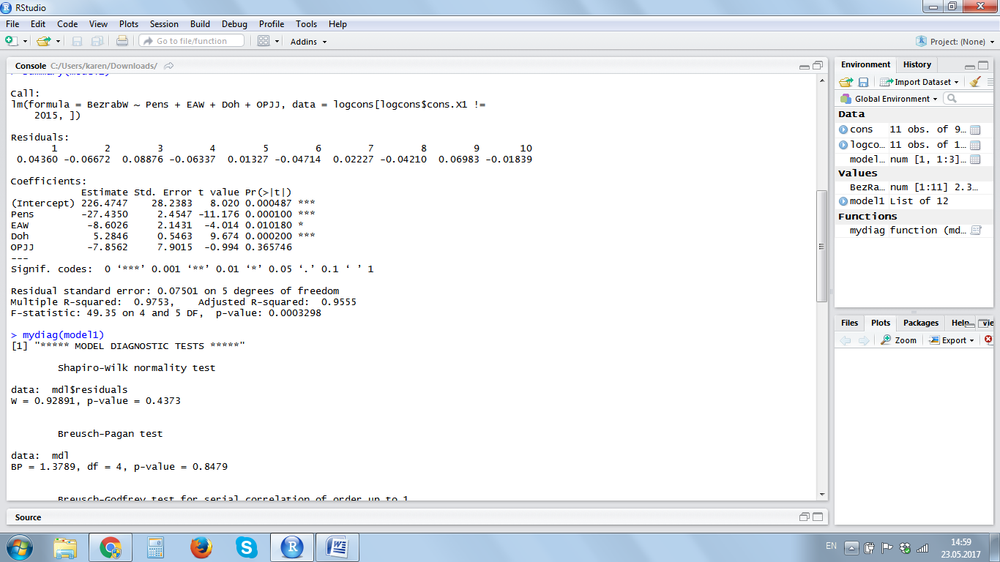 RStudio
File Edit Code View Plots Session Build Debug Profile Tools Help
Go to file/function Addins Project: (None)
Console C:/Users/karen/Downloads/
Call:
lm(formula = BezrabW ~ Pens + EAW + Doh + OPJJ, data = logcons[logcons$cons.X1 !=
    2015, ])
Residuals:
1 2 3 4 5 6 7 8 9 10
0.04360 -0.06672 0.08876 -0.06337 0.01327 -0.04714 0.02227 -0.04210 0.06983 -0.01839
Coefficients:
Estimate Std. Error t value Pr(>|t|)
(Intercept) 226.4747 28.2383 8.020 0.000487 ***
Pens -27.4350 2.4547 -11.176 0.000100 ***
EAW -8.6026 2.1431 -4.014 0.010180 *
Doh 5.2846 0.5463 9.674 0.000200 ***
OPJJ -7.8562 7.9015 -0.994 0.365746
---
Signif. codes: 0 ‘***’ 0.001 ‘**’ 0.01 ‘*’ 0.05 ‘.’ 0.1 ‘ ’ 1
Residual standard error: 0.07501 on 5 degrees of freedom
Multiple R-squared: 0.9753, Adjusted R-squared: 0.9555
F-statistic: 49.35 on 4 and 5 DF, p-value: 0.0003298
> mydiag(model1)
[1] "***** MODEL DIAGNOSTIC TESTS *****"
Shapiro-Wilk normality test
data: mdl$residuals
W = 0.92891, p-value = 0.4373
Breusch-Pagan test
data: mdl
BP = 1.3789, df = 4, p-value = 0.8479
Breusch-Godfrey test for serial correlation of order up to 1
Source
Environment History
Import Dataset
Global Environment
Data
cons 11 obs. of 9…
logco… 11 obs. of 1…
model… num [1, 1:3]…
Values
BezRa… num [1:11] 2.3…
model1 List of 12
Functions
mydiag function (md…
Files Plots Packages Help Vie
Zoom Export
EN
14:59
23.05.2017